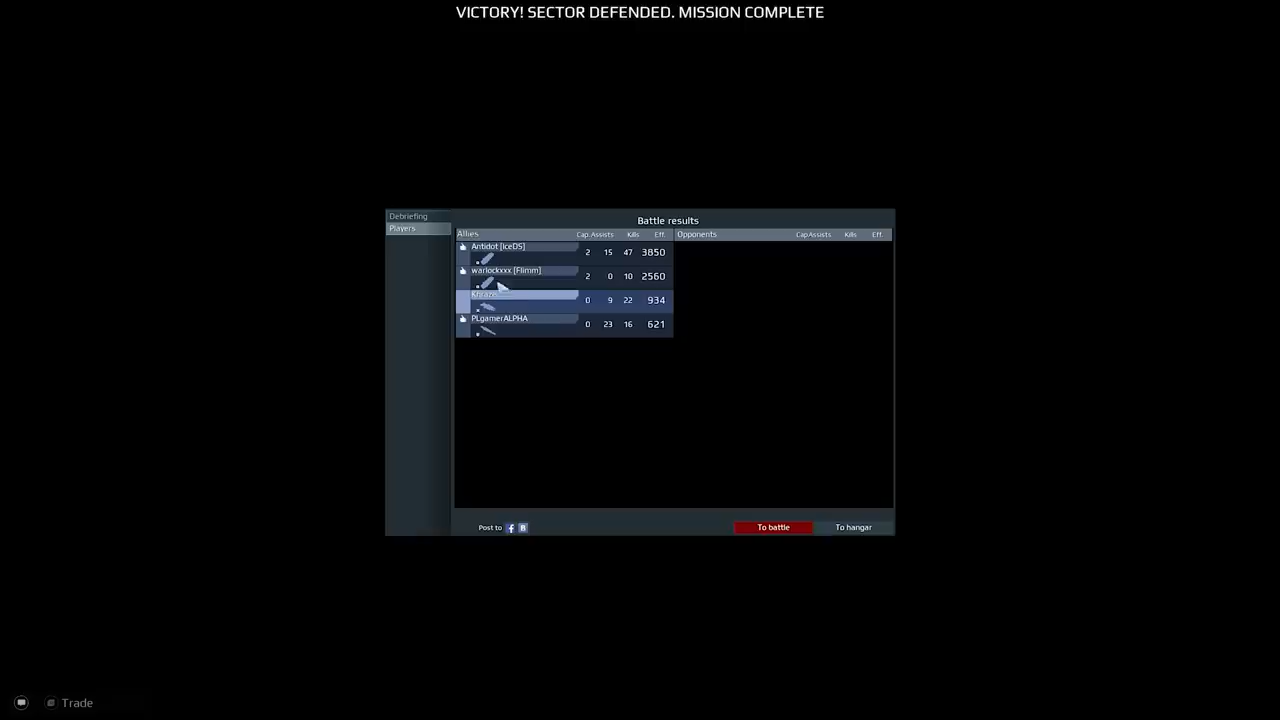 VICTORY! SECTOR DEFENDED. MISSION COMPLETE
Debriefing
Players
Battle results
Allies Cap. Assists Kills Eff. Opponents Cap Assists Kills Eff.
Antidot [IceDS] 2 15 47 3850
warlockxxx [Flimm] 2 0 10 2560
0 9 22 934
PLgamerALPHA 0 23 16 621
Post to f B To battle To hangar
Trade